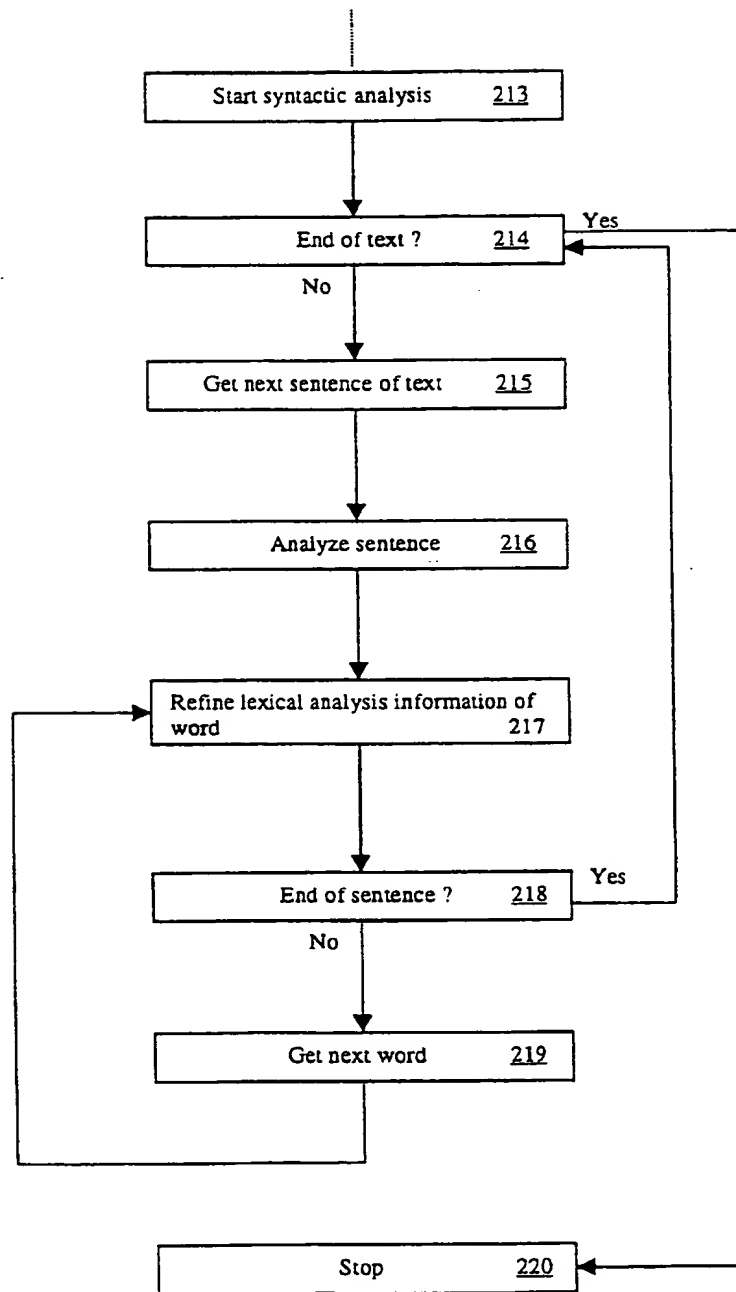 Start syntactic analysis 213
End of text ? 214
Yes
No
Get next sentence of text 215
Analyze sentence 216
Refine lexical analysis information of
word 217
End of sentence ? 218
Yes
No
Get next word 219
Stop 220